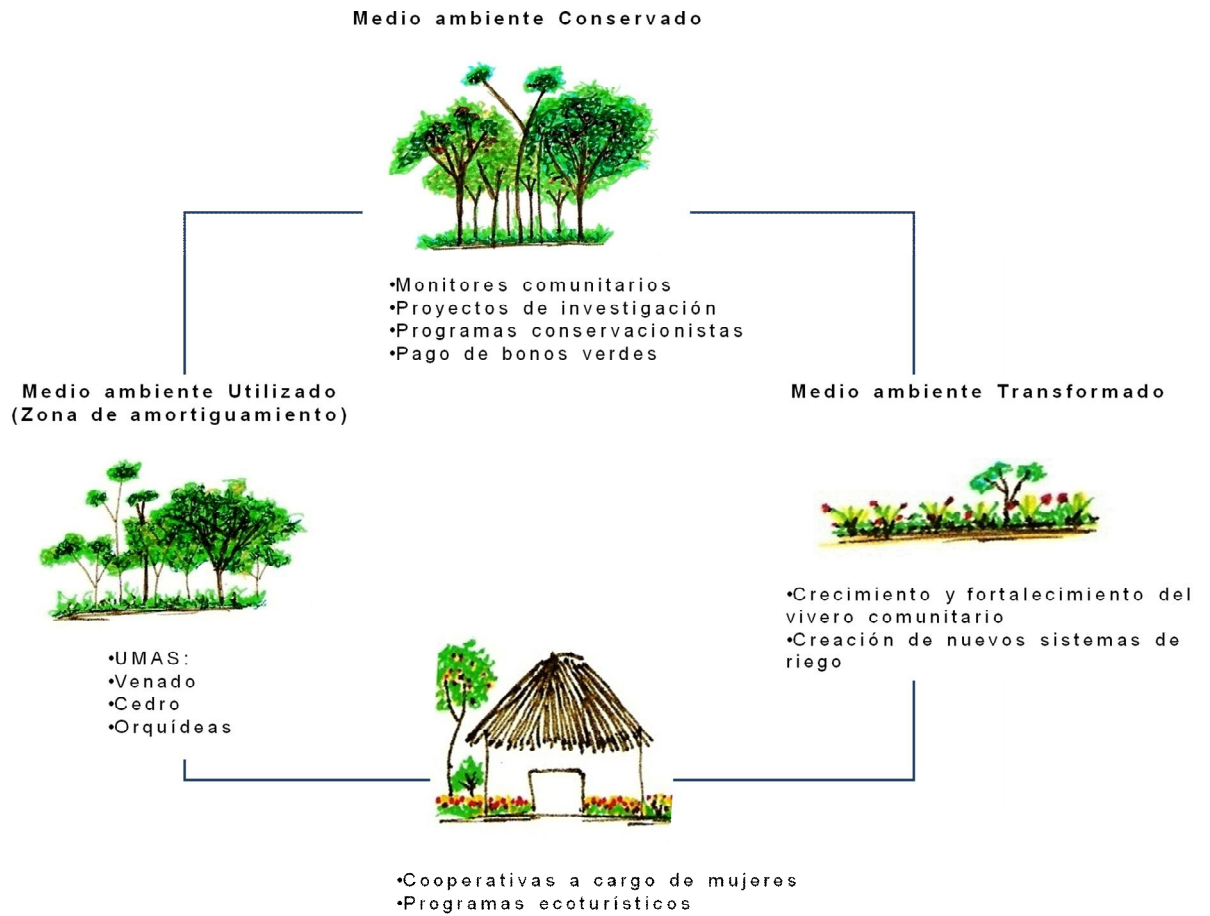 Medio ambiente Conservado
•Monitores comunitarios
•Proyectos de investigación
•Programas conservacionistas
•Pago de bonos verdes
Medio ambiente Utilizado
(Zona de amortiguamiento)
•UMAS:
•Venado
•Cedro
•Orquídeas
Medio ambiente Transformado
•Crecimiento y fortalecimiento del
vivero comunitario
•Creación de nuevos sistemas de
riego
•Cooperativas a cargo de mujeres
•Programas ecoturísticos